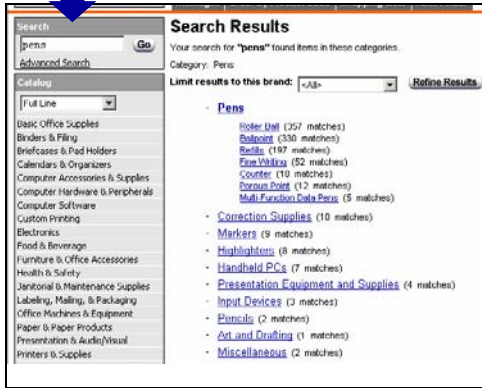 Search
pens
Go
Advanced Search
Catalog
Full Line
Basic Office Supplies
Binders & Filing
Briefcases & Pad Holders
Calendars & Organizers
Computer Accessories & Supplies
Computer Hardware & Peripherals
Computer Software
Custom Printing
Electronics
Food & Beverage
Furniture & Office Accessories
Health & Safety
Janitorial & Maintenance Supplies
Labeling, Mailing, & Packaging
Office Machines & Equipment
Paper & Paper Products
Presentation & Audio/Visual
Printers & Supplies
Search Results
Your search for "pens" found items in these categories.
Category: Pens
Limit results to this brand: <All> Refine Results
Pens
Roller Ball (357 matches)
Ballpoint (330 matches)
Refills (197 matches)
Fine Writing (52 matches)
Counter (18 matches)
Porous Point (12 matches)
Multi-Function Data Pens (5 matches)
Correction Supplies (10 matches)
Markers (9 matches)
Highlighters (8 matches)
Handheld PCs (7 matches)
Presentation Equipment and Supplies (4 matches)
Input Devices (3 matches)
Pencils (2 matches)
Art and Drafting (1 matches)
Miscellaneous (2 matches)